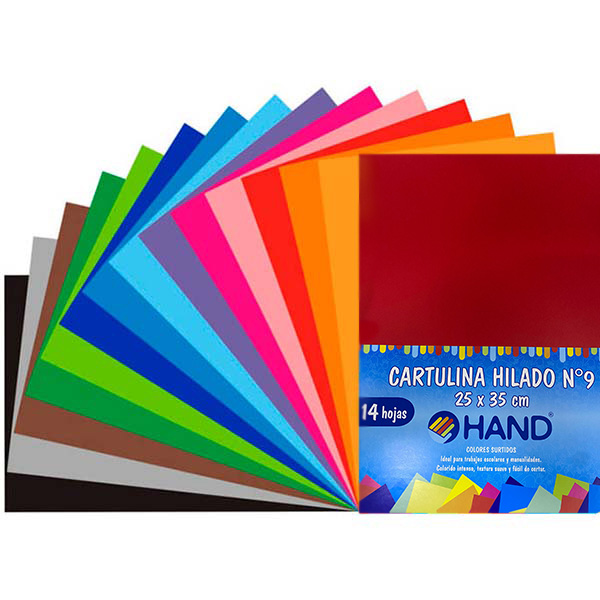 CARTULINA HILADO N°9
25 x 35 cm
14 hojas
HAND®
COLORES SURTIDOS
Ideal para trabajos escolares y manualidades.
Colorido intenso, textura suave y fácil de cortar.